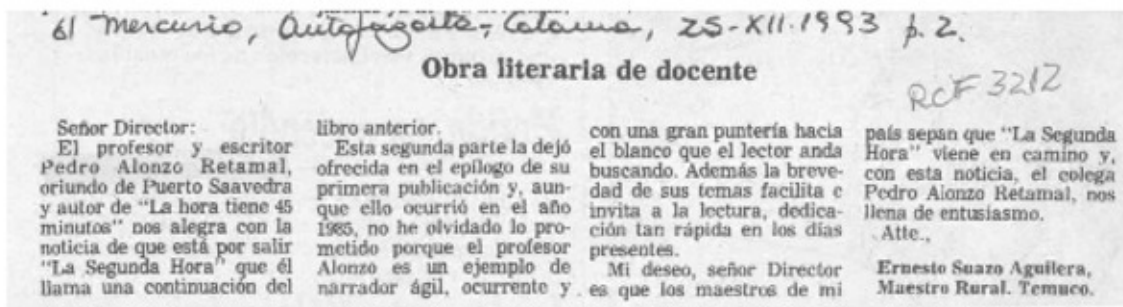 El Mercurio, Antofagasta, Calama, 25-XII-1993 p. 2.
Obra literaria de docente
RCF 3212
Señor Director:
El profesor y escritor
Pedro Alonzo Retamal,
oriundo de Puerto Saavedra
y autor de "La hora tiene 45
minutos" nos alegra con la
noticia de que está por salir
"La Segunda Hora" que él
llama una continuación del
libro anterior.
Esta segunda parte la dejó
ofrecida en el epílogo de su
primera publicación y, aun-
que ello ocurrió en el año
1985, no he olvidado lo pro-
metido porque el profesor
Alonzo es un ejemplo de
narrador ágil, ocurrente y
con una gran puntería hacia
el blanco que el lector anda
buscando. Además la breve-
dad de sus temas facilita e
invita a la lectura, dedica-
ción tan rápida en los días
presentes.
Mi deseo, señor Director
es que los maestros de mi
país sepan que "La Segunda
Hora" viene en camino y,
con esta noticia, el colega
Pedro Alonzo Retamal, nos
llena de entusiasmo.
Atte.,
Ernesto Suazo Aguilera,
Maestro Rural. Temuco.